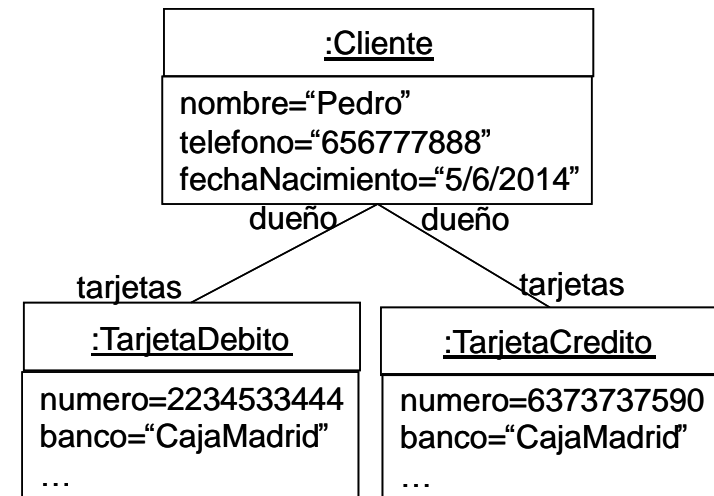 :Cliente
nombre=“Pedro”
telefono=“656777888”
fechaNacimiento=“5/6/2014”
dueño dueño
tarjetas tarjetas
:TarjetaDebito
numero=2234533444
banco=“CajaMadrid”
…
:TarjetaCredito
numero=6373737590
banco=“CajaMadrid”
…